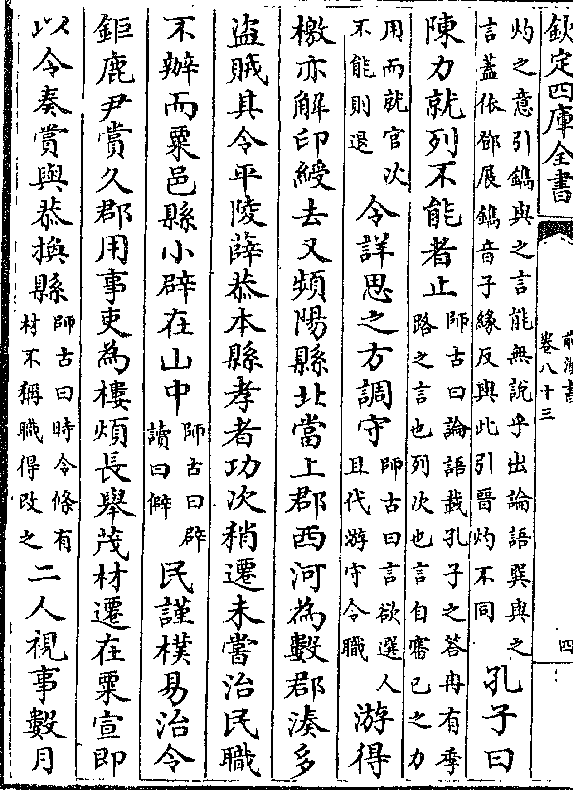 欽定四庫全書
前漢書
卷八十三
四
灼之意引鐫與之言能無說乎出論語巽與之
言蓋依鄧展鐫音子緣反與此引晉灼不同
孔子曰
陳力就列不能者止
師古曰論語載孔子之荅冉有季
路之言也列次也言自審已之力
用而就官次
不能則退
令詳思之方調守
師古曰言欲選人
且代游守令職
游得
檄亦解印綬去又頻陽縣北當上郡西河為數郡湊多
盜賊其令平陵薛恭本縣孝者功次稍遷未嘗治民職
不辦而粟邑縣小辟在山中
師古曰辟
讀曰僻
民謹樸易治令
鉅鹿尹賞久郡用事吏為樓煩長舉茂材遷在粟宣即
以令奏賞與恭換縣
師古曰時令條有
材不稱職得改之
二人視事數月